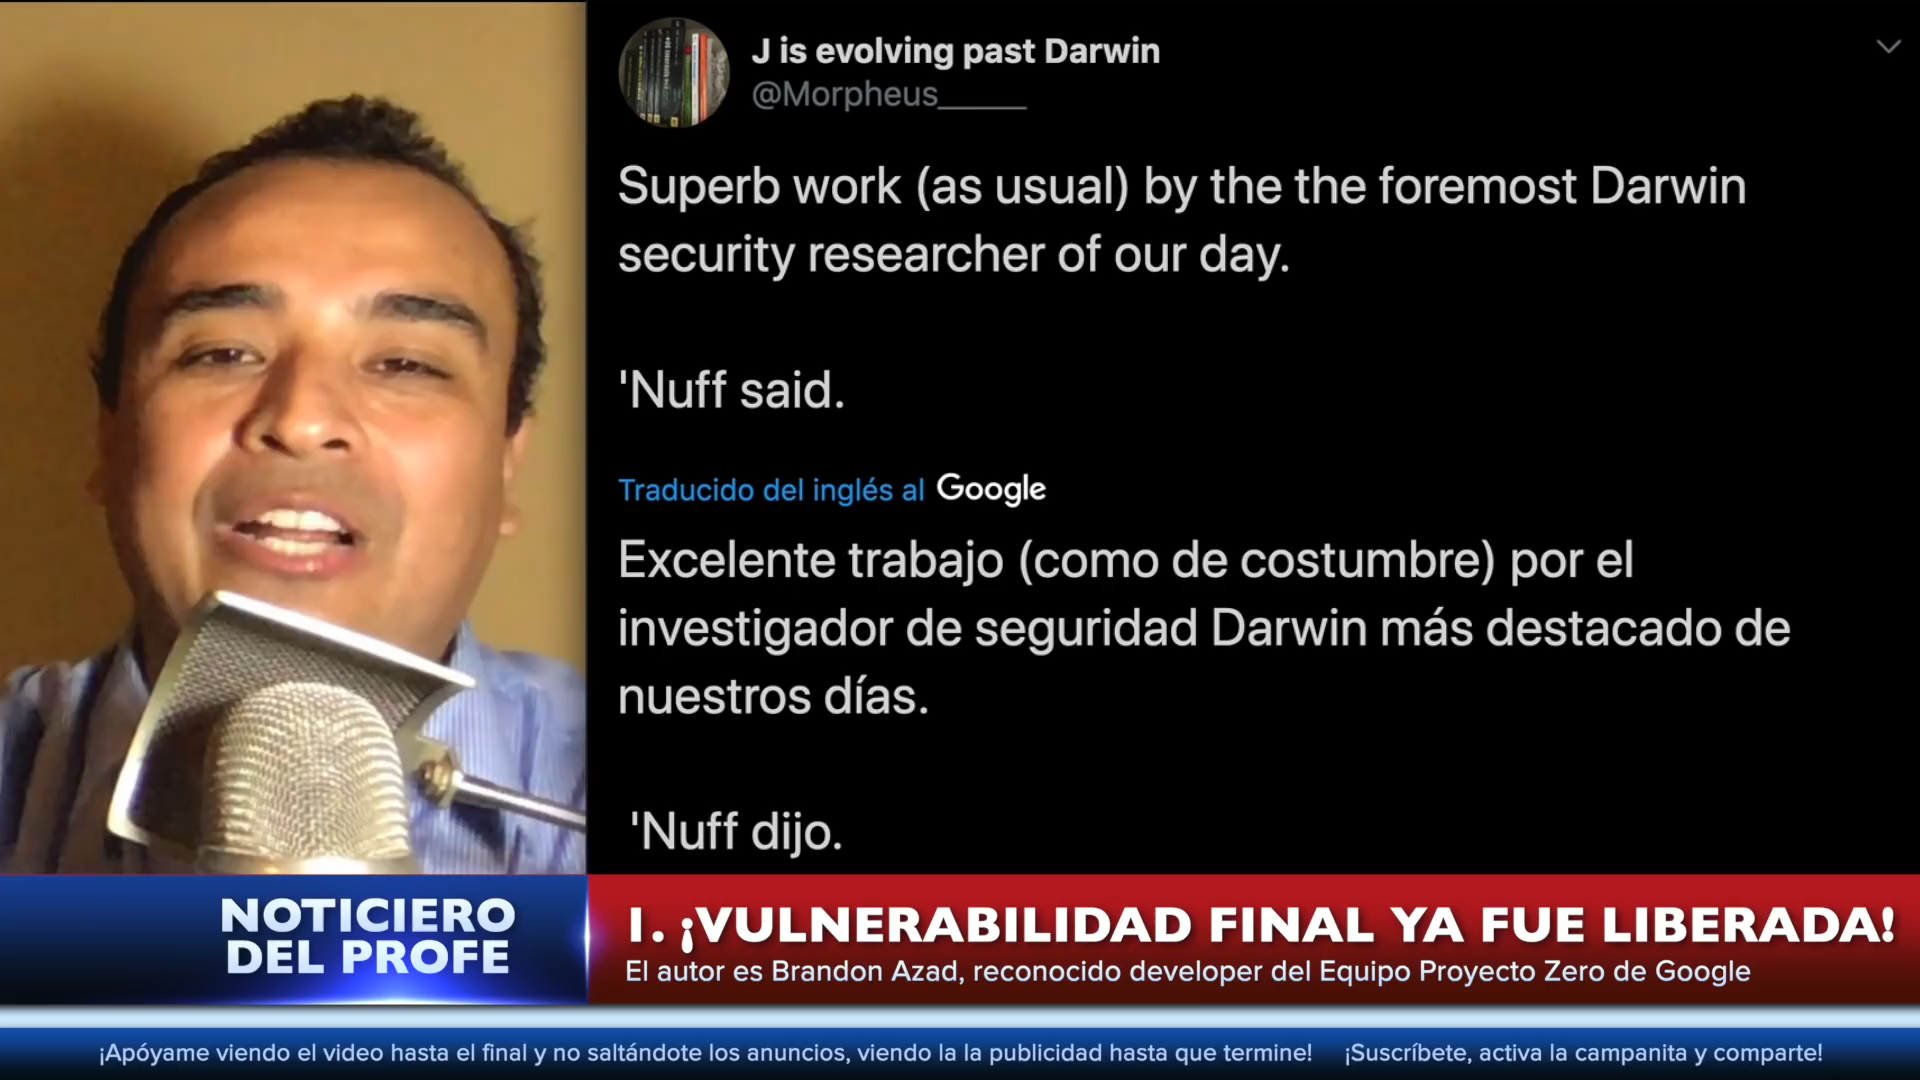 J is evolving past Darwin
@Morpheus______
Superb work (as usual) by the the foremost Darwin
security researcher of our day.
'Nuff said.
Traducido del inglés al Google
Excelente trabajo (como de costumbre) por el
investigador de seguridad Darwin más destacado de
nuestros días.
'Nuff dijo.
NOTICIERO
DEL PROFE
1. ¡VULNERABILIDAD FINAL YA FUE LIBERADA!
El autor es Brandon Azad, reconocido developer del Equipo Proyecto Zero de Google
¡Apóyame viendo el video hasta el final y no saltándote los anuncios, viendo la la publicidad hasta que termine! ¡Suscríbete, activa la campanita y comparte!